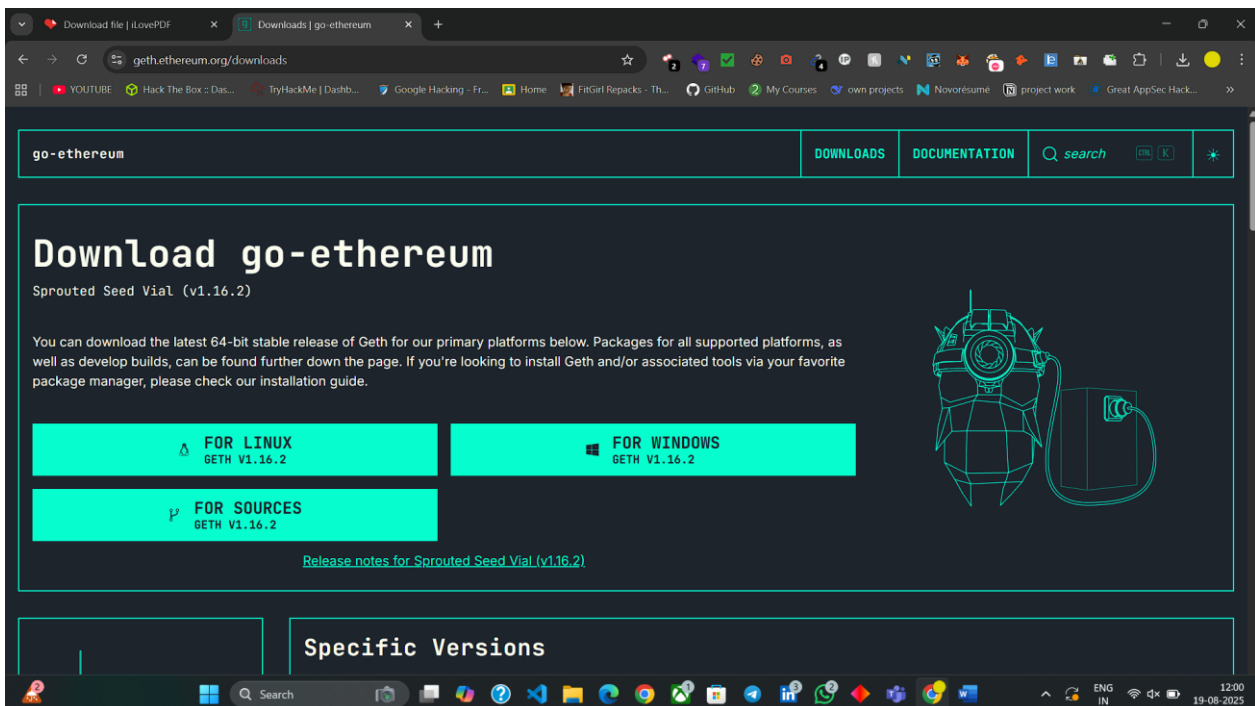 Download file | iLovePDF
Downloads | go-ethereum
geth.ethereum.org/downloads
YOUTUBE
Hack The Box :: Das...
TryHackMe | Dashb...
Google Hacking - Fr...
Home
FitGirl Repacks - Th...
GitHub
My Courses
own projects
Novorésumé
project work
Great AppSec Hack...
go-ethereum
DOWNLOADS
DOCUMENTATION
search
CTRL K
Download go-ethereum
Sprouted Seed Vial (v1.16.2)
You can download the latest 64-bit stable release of Geth for our primary platforms below. Packages for all supported platforms, as
well as develop builds, can be found further down the page. If you're looking to install Geth and/or associated tools via your favorite
package manager, please check our installation guide.
FOR LINUX
GETH V1.16.2
FOR WINDOWS
GETH V1.16.2
FOR SOURCES
GETH V1.16.2
Release notes for Sprouted Seed Vial (v1.16.2)
Specific Versions
Search
ENG
IN
12:00
19-08-2025